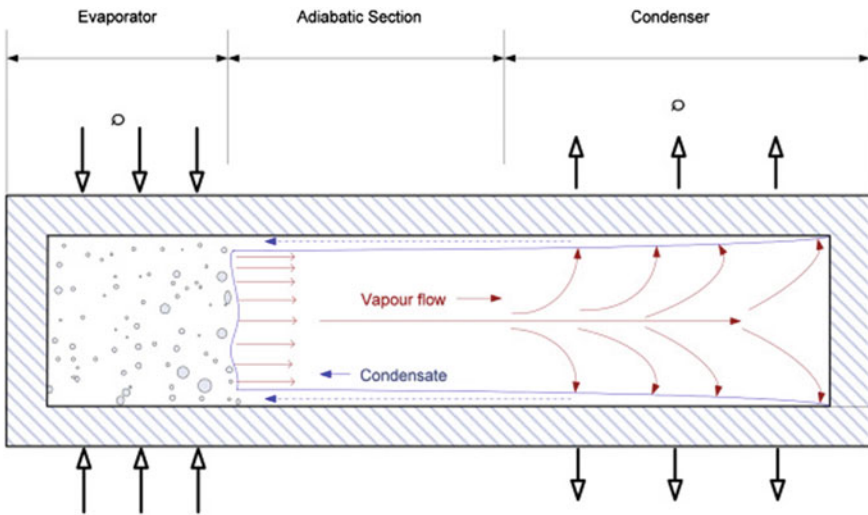 Evaporator
Adiabatic Section
Condenser
Q
Q
Vapour flow
Condensate